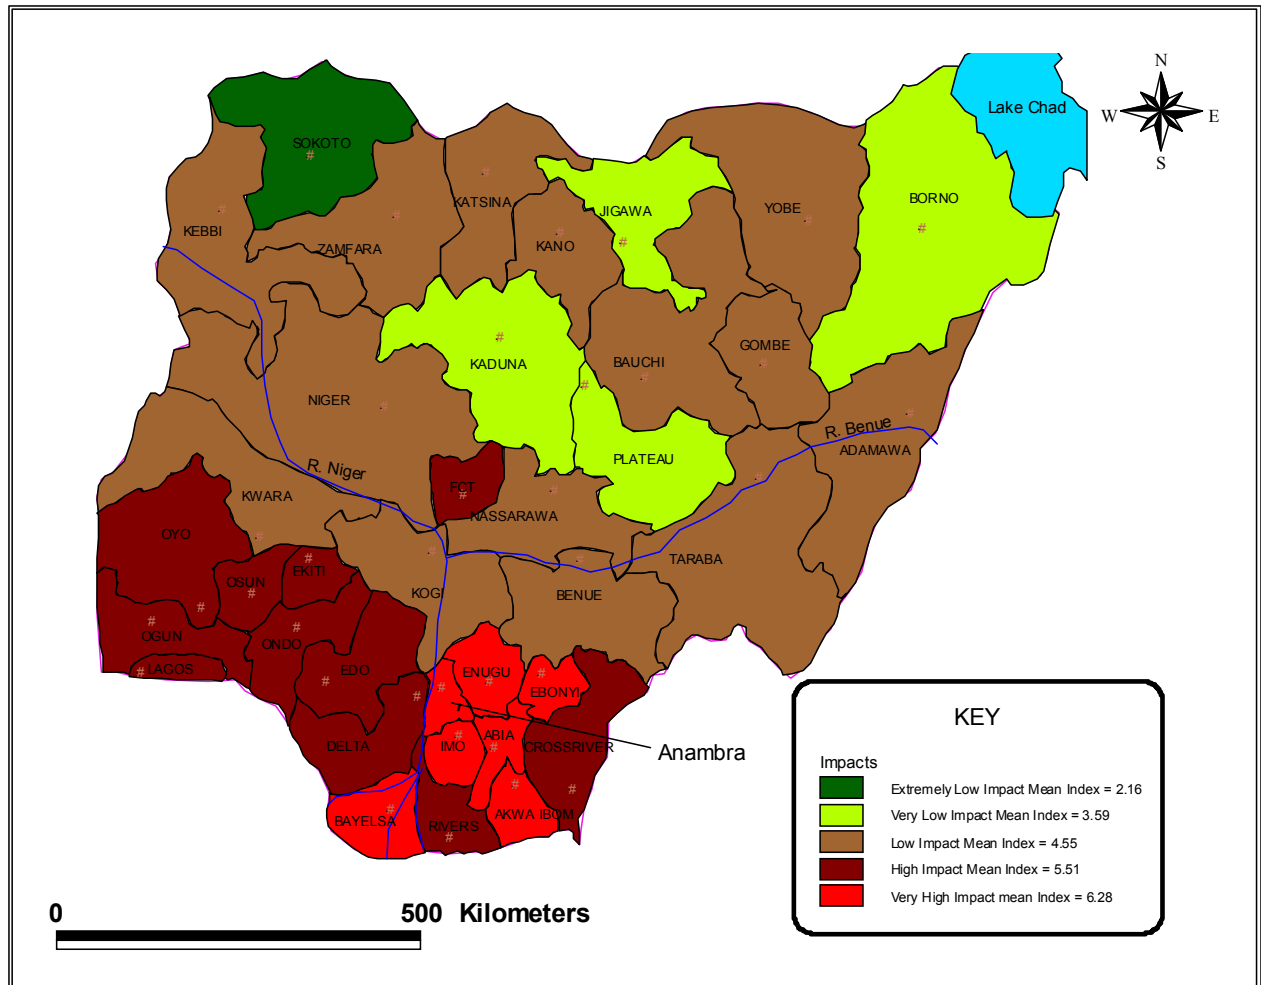 N
Lake Chad
W E
S
SOKOTO
#
KATSINA
#
JIGAWA
#
YOBE
#
BORNO
#
KEBBI
#
ZAMFARA
#
KANO
#
KADUNA
#
BAUCHI
#
GOMBE
#
NIGER
#
R. Benue
#
ADAMAWA
PLATEAU
#
R. Niger
FCT
#
NASSARAWA
#
KWARA
#
OYO
#
TARABA
#
OSUN
#
EKITI
#
KOGI
#
BENUE
#
OGUN
#
ONDO
#
LAGOS
#
EDO
#
ENUGU
#
EBONYI
#
DELTA
#
#
IMO
#
ABIA
#
CROSSRIVER
#
Anambra
BAYELSA
#
RIVERS
#
AKWA IBOM
#
KEY
Impacts
Extremely Low Impact Mean Index = 2.16
Very Low Impact Mean Index = 3.59
Low Impact Mean Index = 4.55
High Impact Mean Index = 5.51
Very High Impact mean Index = 6.28
0 500 Kilometers